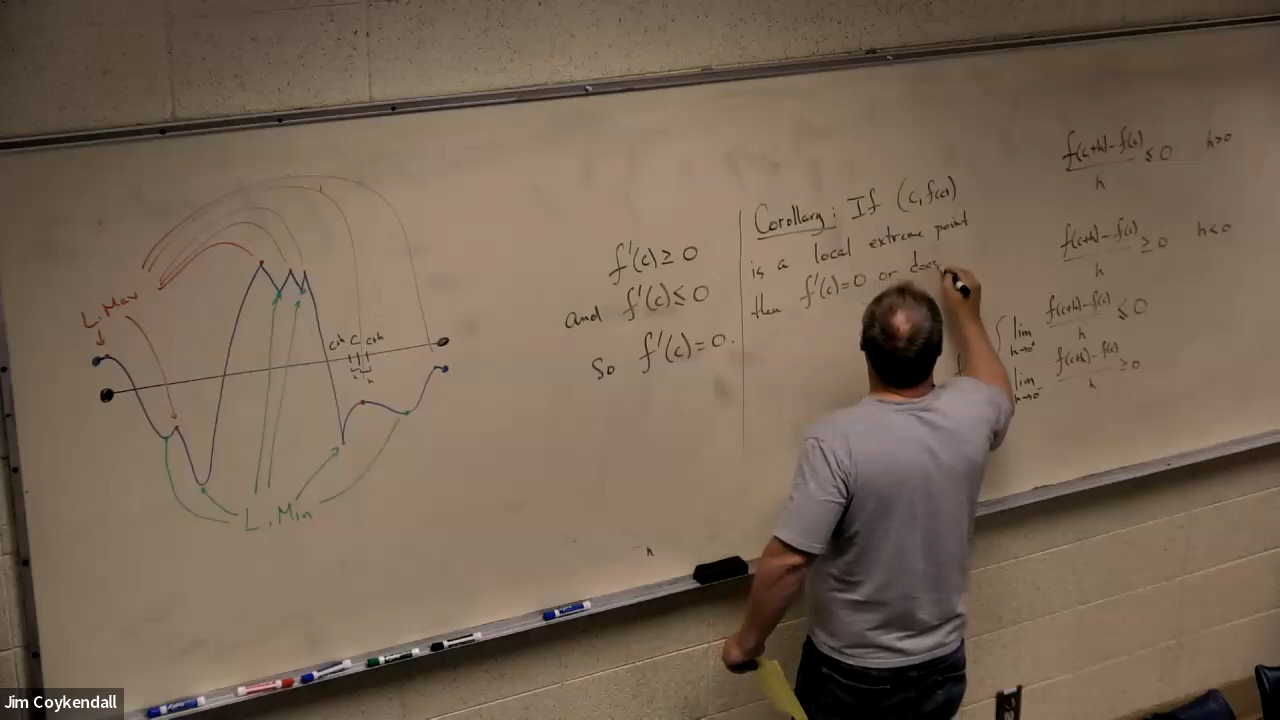 L. Max
c+h c c+h
h
L. Min
f'(c) ≥ 0
and f'(c) ≤ 0
So f'(c) = 0.
Corollary: If (c, f(c))
is a local extreme point
then f'(c) = 0 or does
f(c+h) - f(c) / h ≤ 0 h>0
f(c+h) - f(c) / h ≥ 0 h<0
lim h→0⁺ f(c+h) - f(c) / h ≤ 0
lim h→0⁻ f(c+h) - f(c) / h ≥ 0
Jim Coykendall